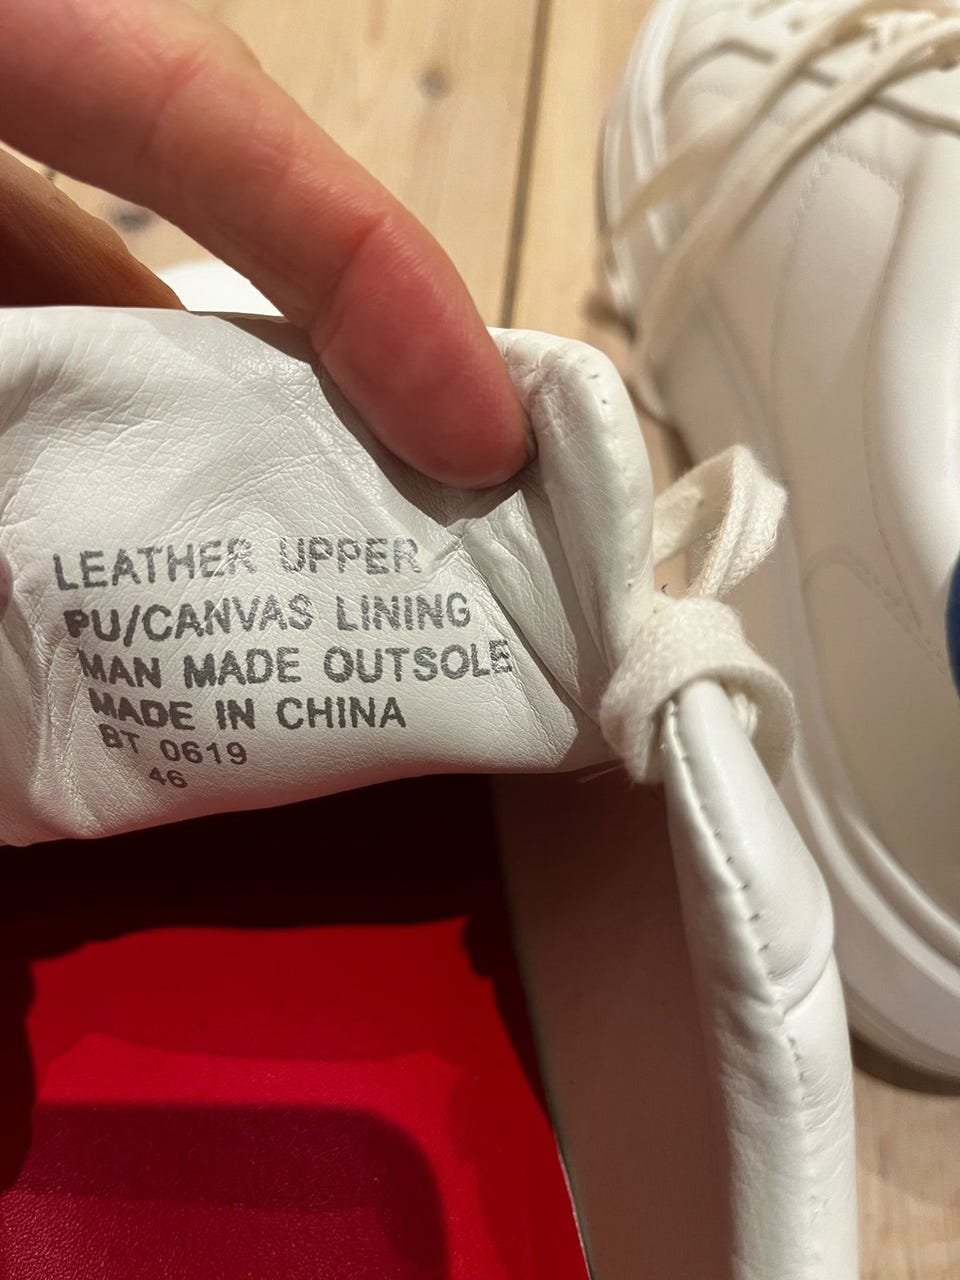 LEATHER UPPER
PU/CANVAS LINING
MAN MADE OUTSOLE
MADE IN CHINA
BT 0619
46